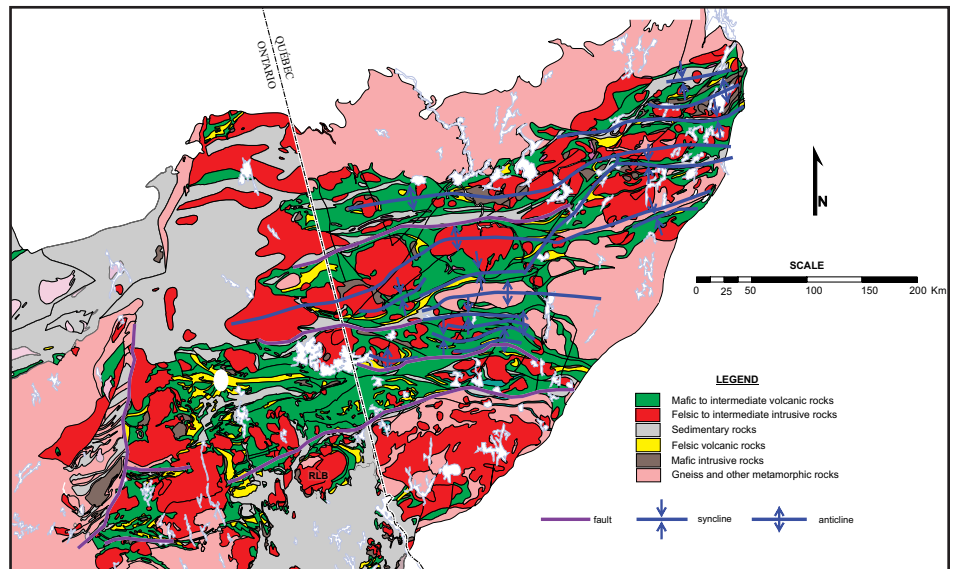 QUÉBEC
ONTARIO
N
SCALE
0 25 50 100 150 200 Km
RLB
LEGEND
Mafic to intermediate volcanic rocks
Felsic to intermediate intrusive rocks
Sedimentary rocks
Felsic volcanic rocks
Mafic intrusive rocks
Gneiss and other metamorphic rocks
fault syncline anticline